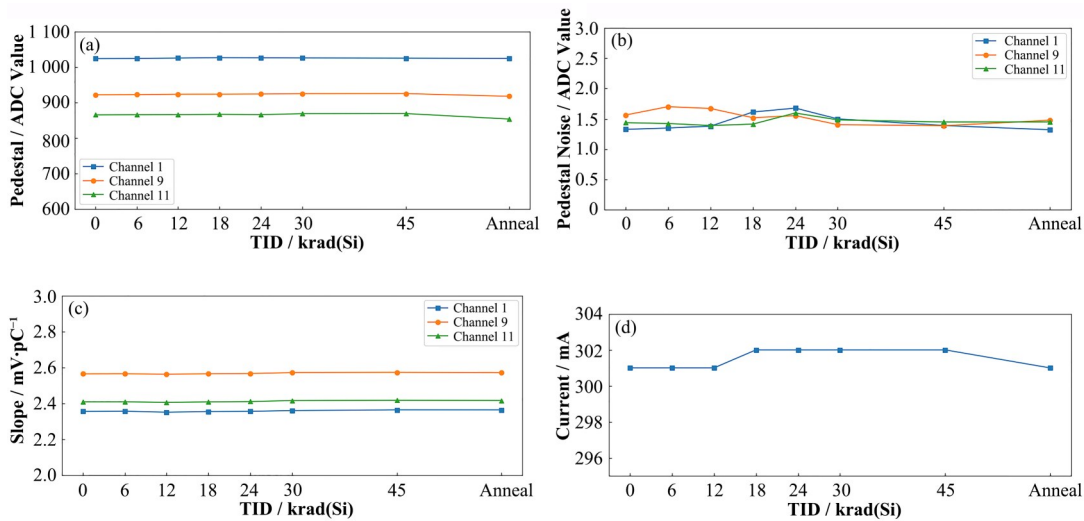 (a)
Pedestal / ADC Value
1 100
1 000
900
800
700
600
Channel 1
Channel 9
Channel 11
0 6 12 18 24 30 45 Anneal
TID / krad(Si)
(b)
Pedestal Noise / ADC Value
3.0
2.5
2.0
1.5
1.0
0.5
0
Channel 1
Channel 9
Channel 11
0 6 12 18 24 30 45 Anneal
TID / krad(Si)
(c)
Slope / mV·pC⁻¹
3.0
2.8
2.6
2.4
2.2
2.0
Channel 1
Channel 9
Channel 11
0 6 12 18 24 30 45 Anneal
TID / krad(Si)
(d)
Current / mA
304
302
300
298
296
0 6 12 18 24 30 45 Anneal
TID / krad(Si)